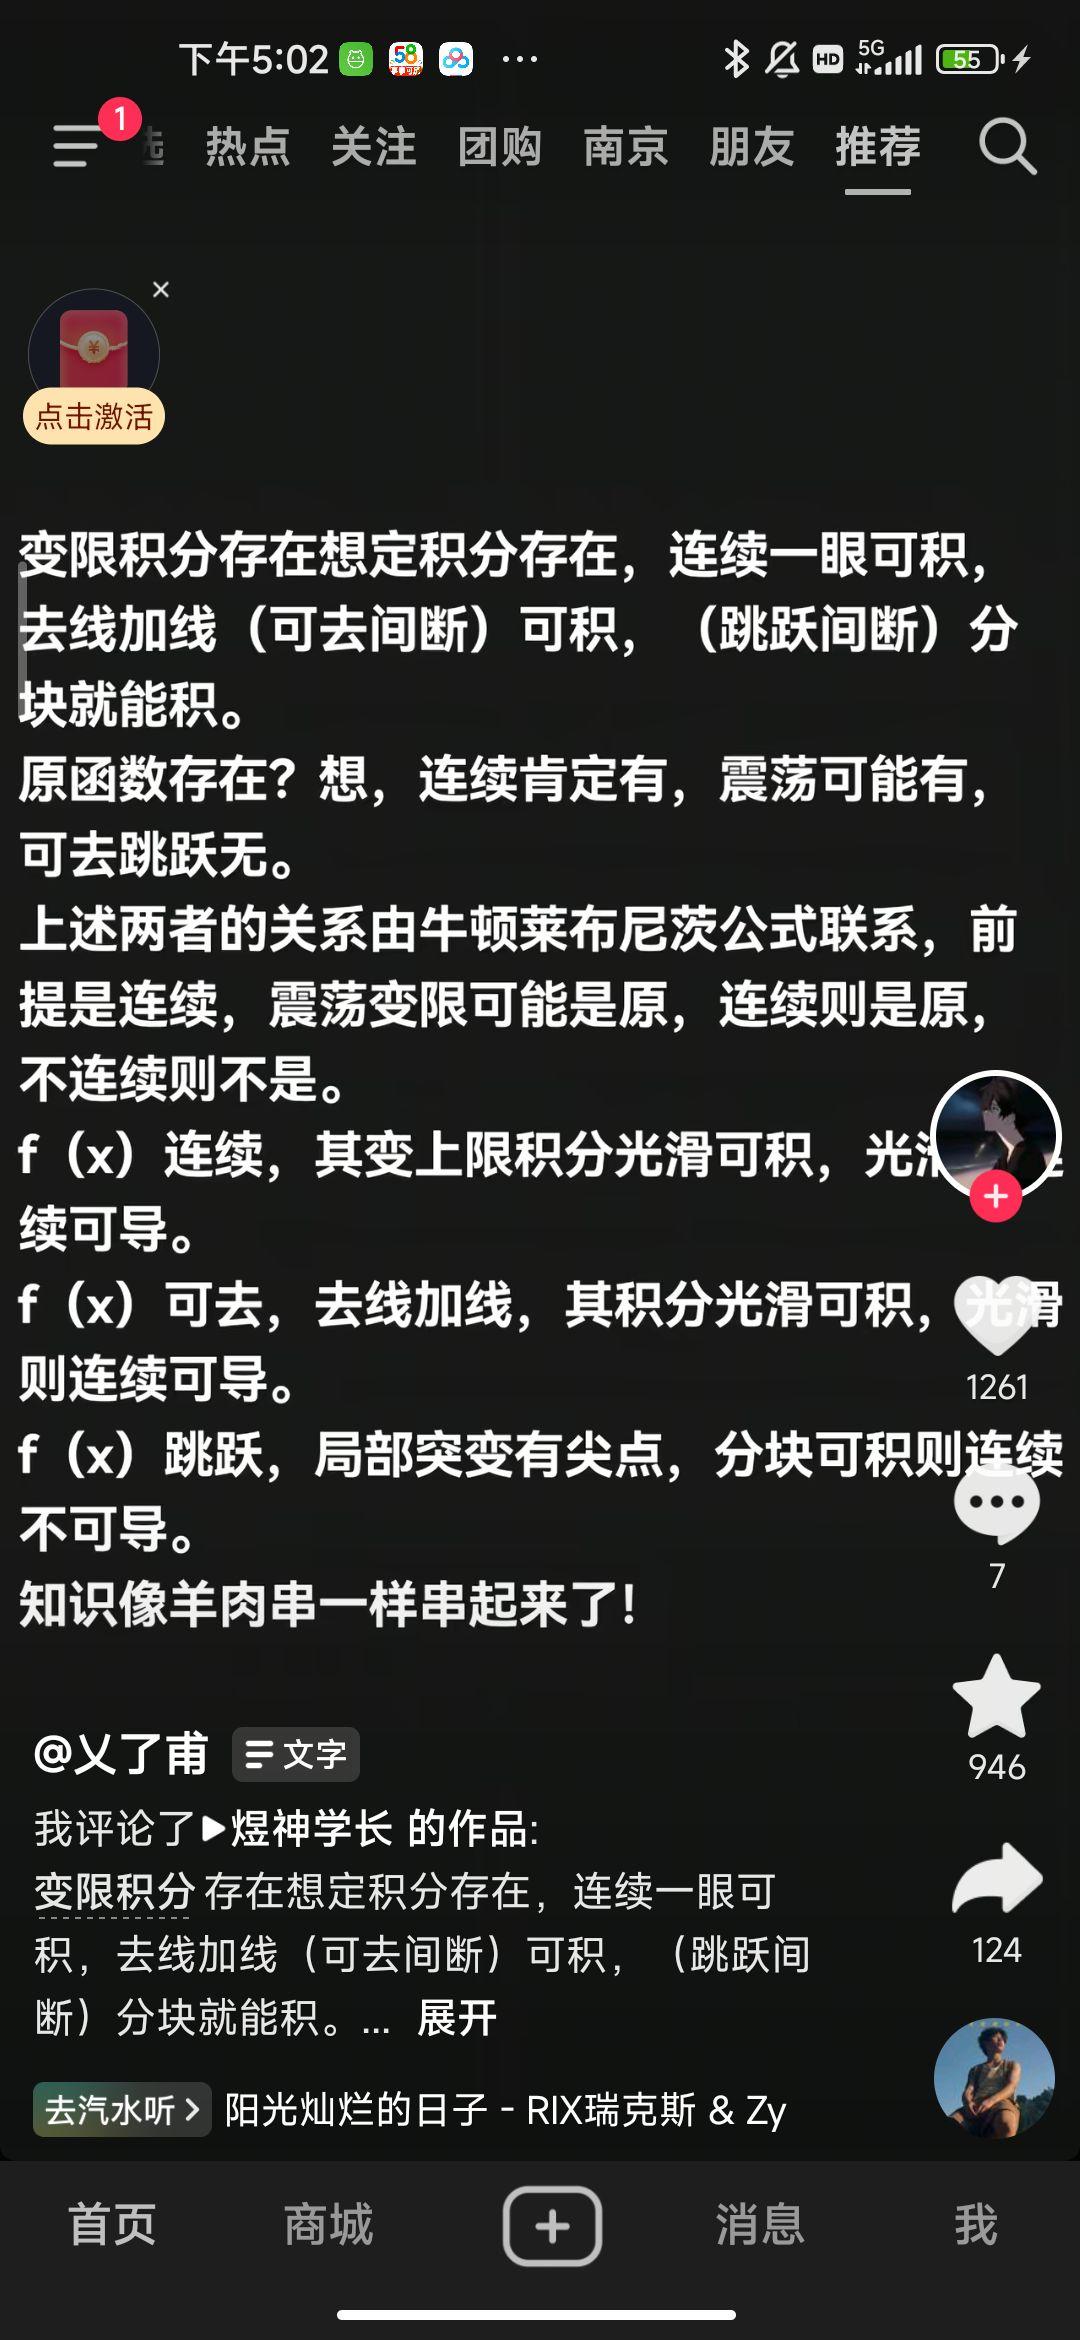 下午5:02
58
HD
5G
55
1
热点 关注 团购 南京 朋友 推荐
点击激活
变限积分存在想定积分存在，连续一眼可积，
去线加线（可去间断）可积，（跳跃间断）分
块就能积。
原函数存在？想，连续肯定有，震荡可能有，
可去跳跃无。
上述两者的关系由牛顿莱布尼茨公式联系，前
提是连续，震荡变限可能是原，连续则是原，
不连续则不是。
f（x）连续，其变上限积分光滑可积，光
续可导。
f（x）可去，去线加线，其积分光滑可积，光滑
则连续可导。
f（x）跳跃，局部突变有尖点，分块可积则连续
不可导。
知识像羊肉串一样串起来了！
1261
7
946
124
@乂了甫 文字
我评论了▶煜神学长 的作品:
变限积分存在想定积分存在，连续一眼可
积，去线加线（可去间断）可积，（跳跃间
断）分块就能积。... 展开
去汽水听 > 阳光灿烂的日子 - RIX瑞克斯 & Zy
首页 商城 消息 我